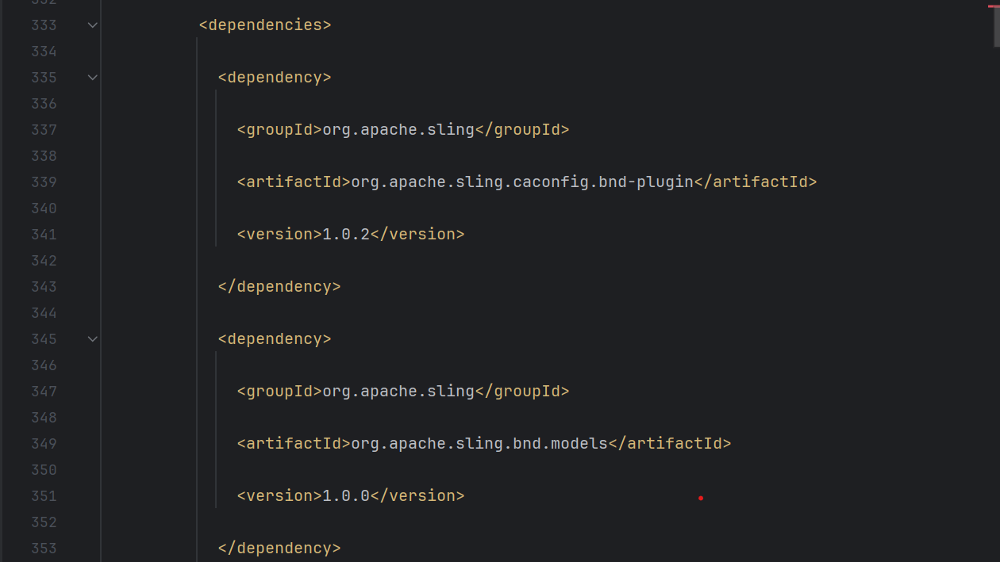 332
333 <dependencies>
334
335 <dependency>
336
337 <groupId>org.apache.sling</groupId>
338
339 <artifactId>org.apache.sling.caconfig.bnd-plugin</artifactId>
340
341 <version>1.0.2</version>
342
343 </dependency>
344
345 <dependency>
346
347 <groupId>org.apache.sling</groupId>
348
349 <artifactId>org.apache.sling.bnd.models</artifactId>
350
351 <version>1.0.0</version>
352
353 </dependency>